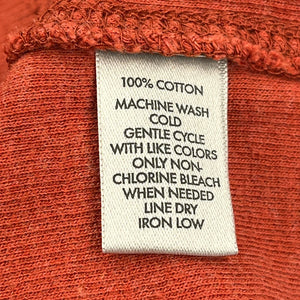 100% COTTON
MACHINE WASH
COLD
GENTLE CYCLE
WITH LIKE COLORS
ONLY NON-
CHLORINE BLEACH
WHEN NEEDED
LINE DRY
IRON LOW